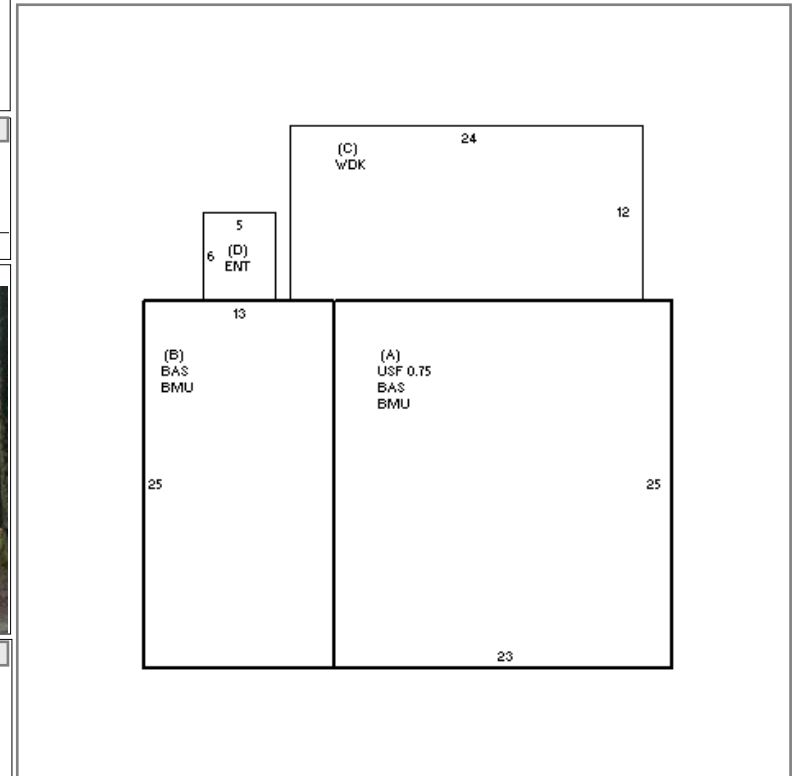 24
(C)
WDK
12
5
6 (D)
ENT
13
(B)
BAS
BMU
(A)
USF 0.75
BAS
BMU
25
25
23